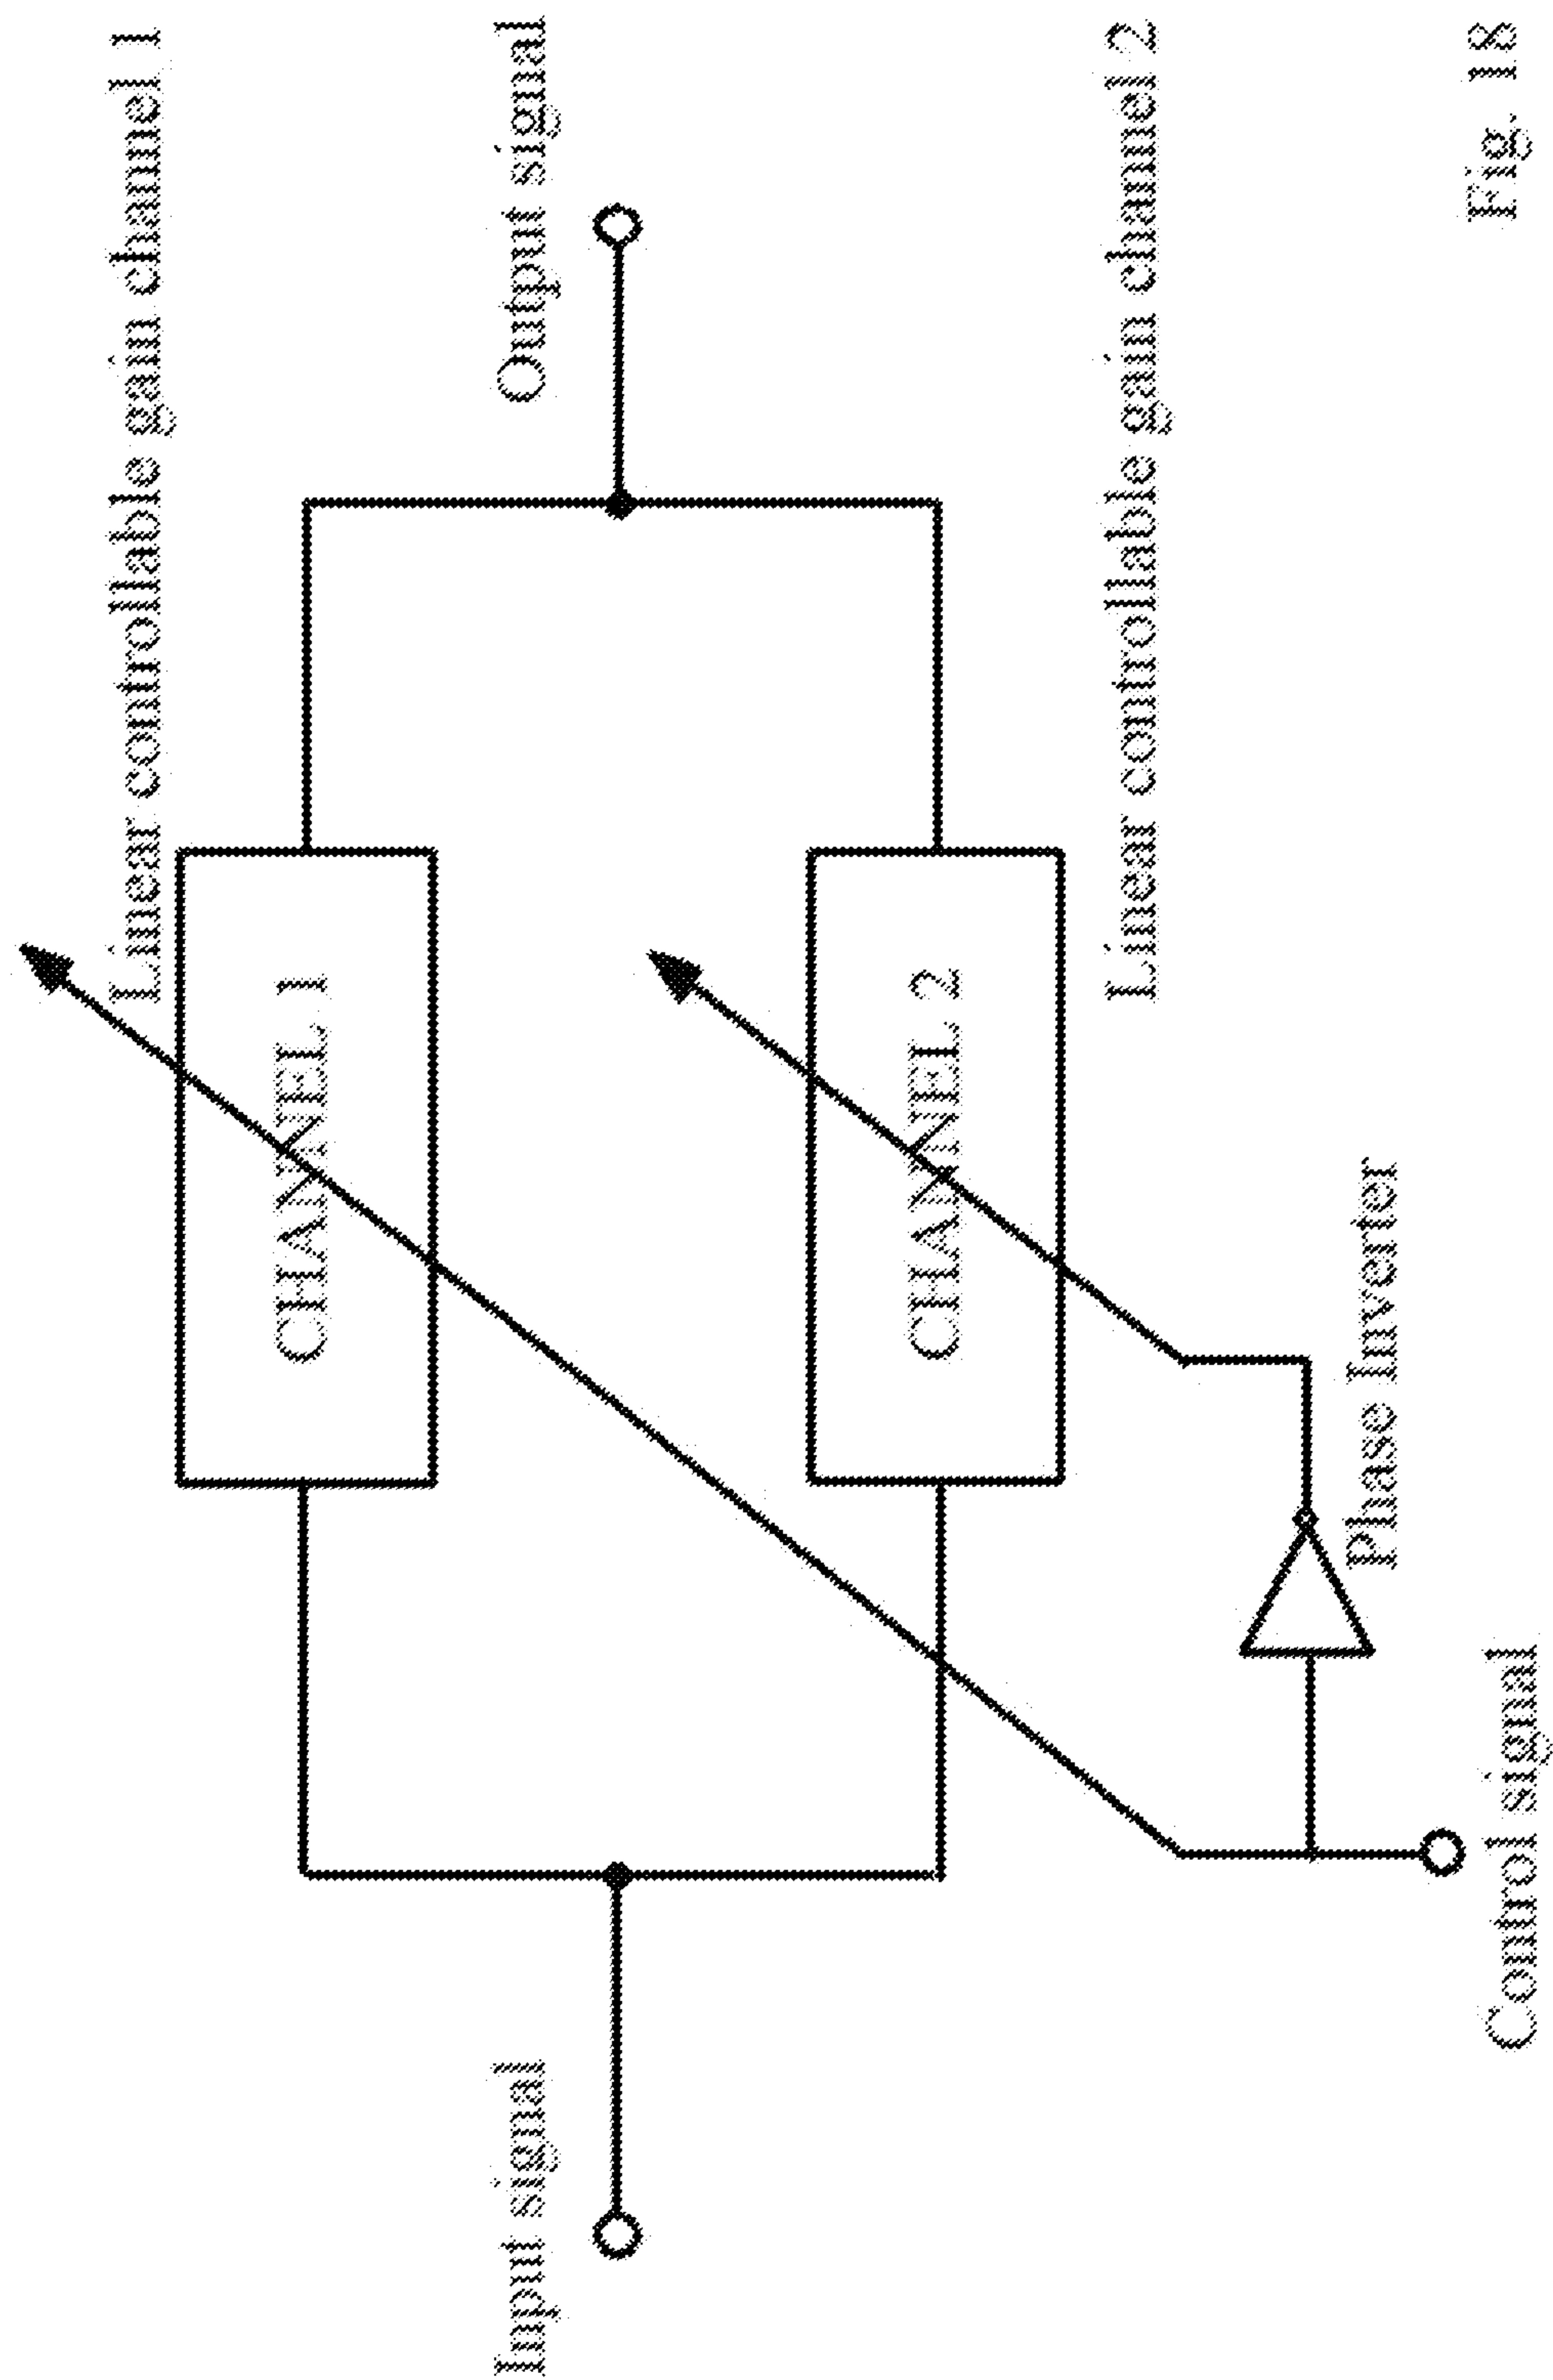 Linear controllable gain channel 1
CHANNEL 1
Input signal
Output signal
CHANNEL 2
Linear controllable gain channel 2
Phase Inverter
Control signal
Fig. 18